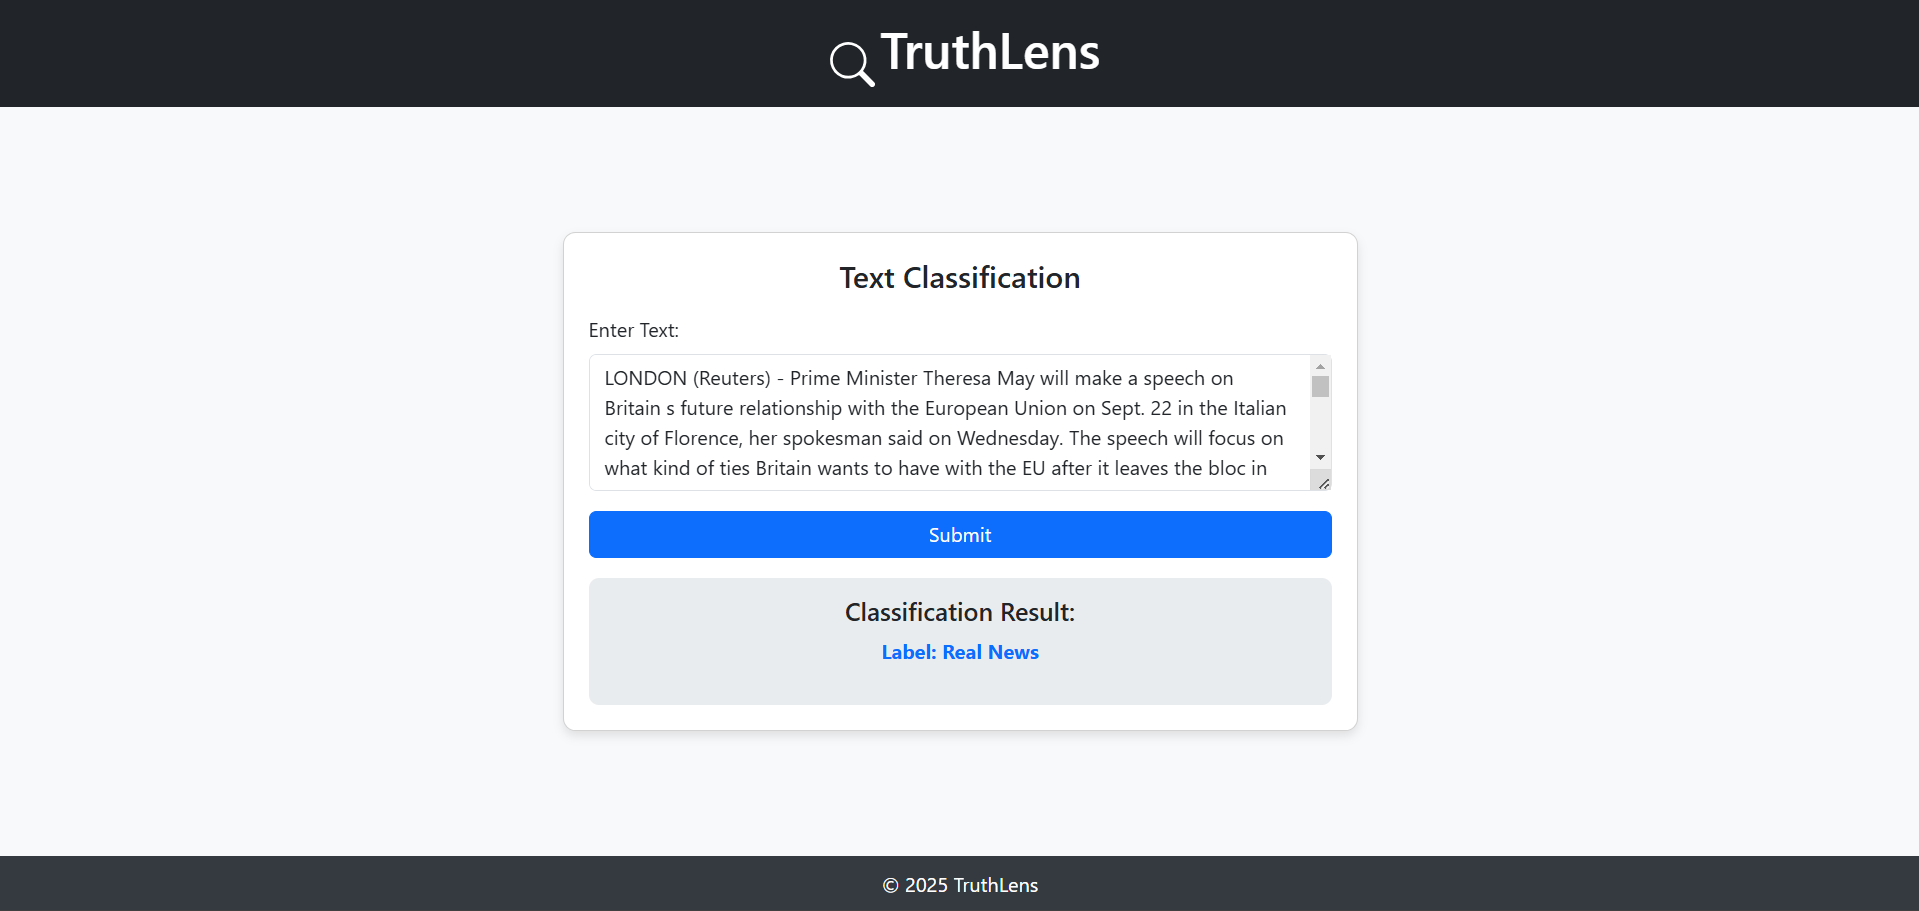 TruthLens
Text Classification
Enter Text:
LONDON (Reuters) - Prime Minister Theresa May will make a speech on
Britain s future relationship with the European Union on Sept. 22 in the Italian
city of Florence, her spokesman said on Wednesday. The speech will focus on
what kind of ties Britain wants to have with the EU after it leaves the bloc in
Submit
Classification Result:
Label: Real News
© 2025 TruthLens